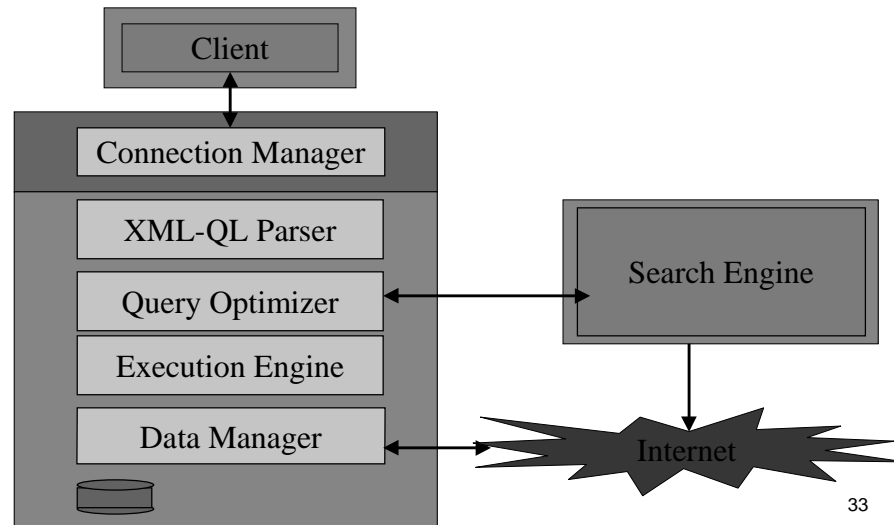 Client
Connection Manager
XML-QL Parser
Query Optimizer
Search Engine
Execution Engine
Data Manager
Internet
33